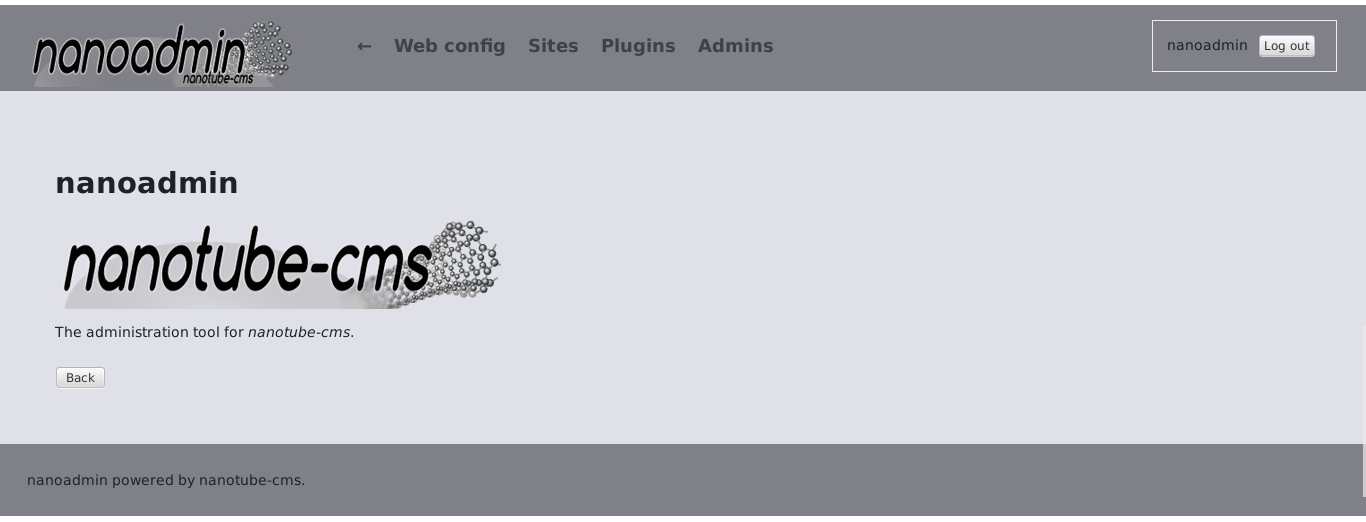 nanoadmin
nanotube-cms
← Web config Sites Plugins Admins
nanoadmin Log out
nanoadmin
nanotube-cms
The administration tool for nanotube-cms.
Back
nanoadmin powered by nanotube-cms.